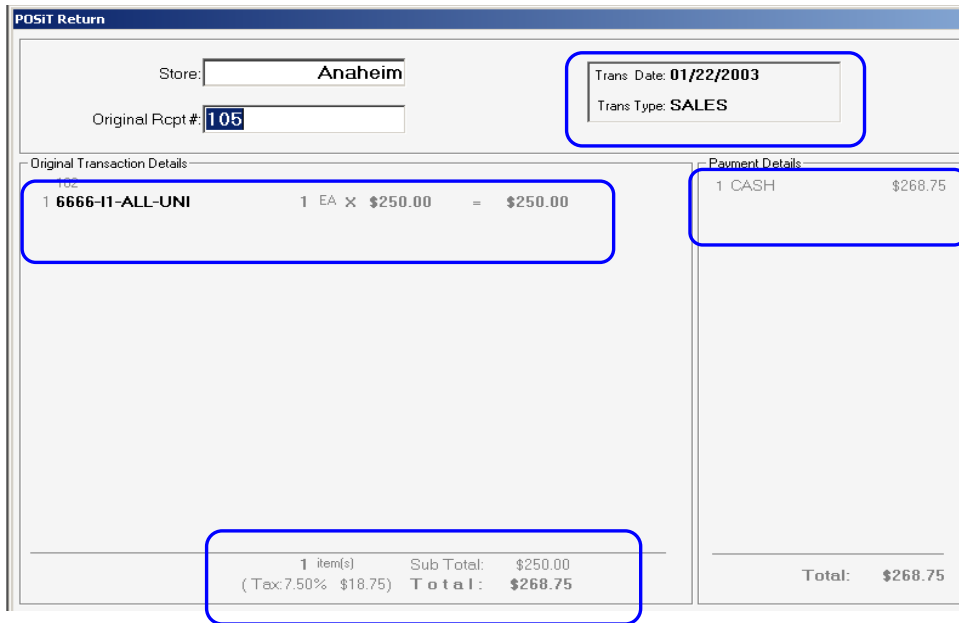 POSiT Return
Store: Anaheim
Trans Date: 01/22/2003
Original Rcpt #: 105
Trans Type: SALES
Original Transaction Details
162
1 6666-I1-ALL-UNI 1 EA X $250.00 = $250.00
Payment Details
1 CASH $268.75
1 item(s) Sub Total: $250.00
( Tax:7.50% $18.75) Total: $268.75
Total: $268.75